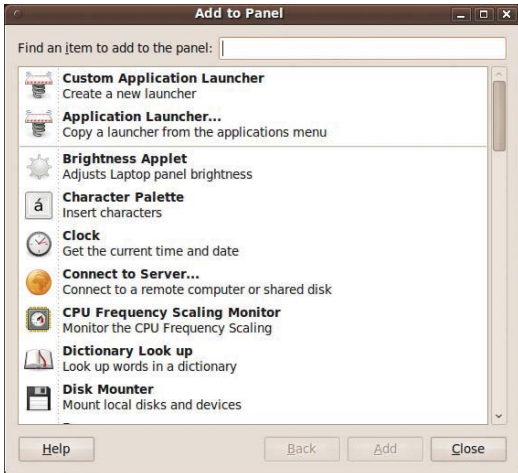 Add to Panel
Find an item to add to the panel:
Custom Application Launcher
Create a new launcher
Application Launcher...
Copy a launcher from the applications menu
Brightness Applet
Adjusts Laptop panel brightness
á
Character Palette
Insert characters
Clock
Get the current time and date
Connect to Server...
Connect to a remote computer or shared disk
CPU Frequency Scaling Monitor
Monitor the CPU Frequency Scaling
Dictionary Look up
Look up words in a dictionary
Disk Mounter
Mount local disks and devices
Help Back Add Close